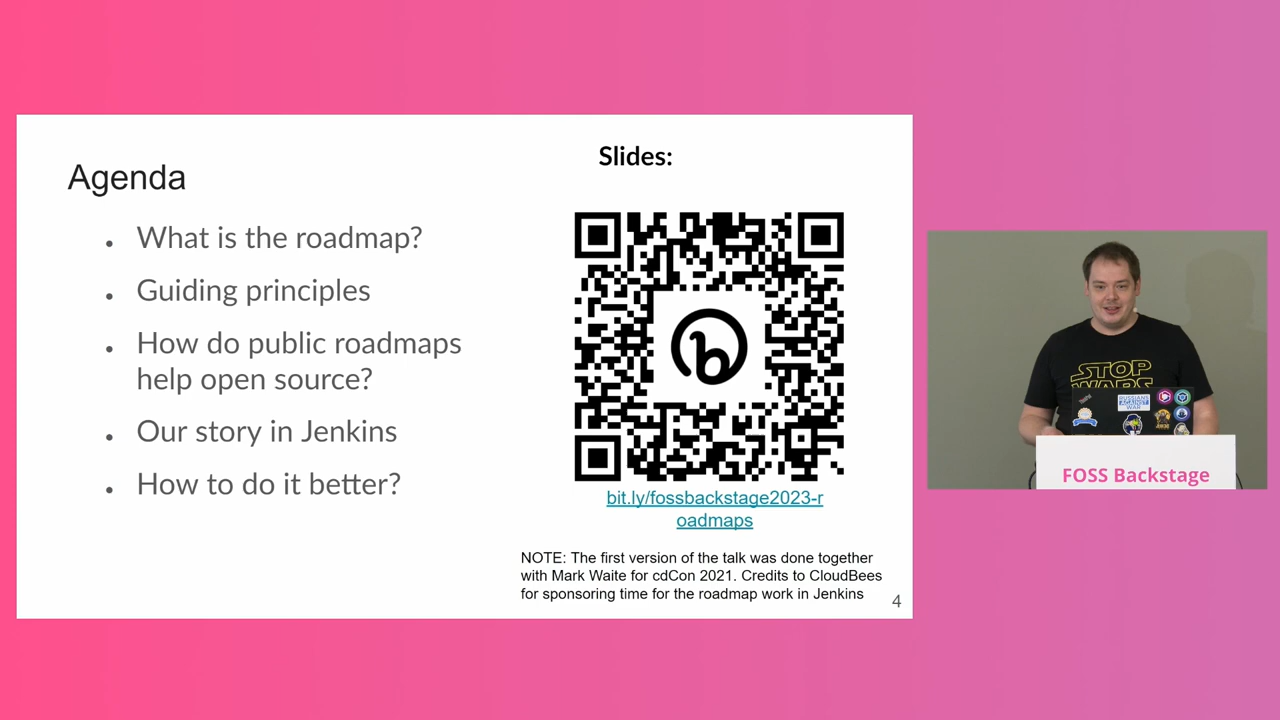 Agenda
• What is the roadmap?
• Guiding principles
• How do public roadmaps
help open source?
• Our story in Jenkins
• How to do it better?
Slides:
b
bit.ly/fossbackstage2023-r
oadmaps
NOTE: The first version of the talk was done together
with Mark Waite for cdCon 2021. Credits to CloudBees
for sponsoring time for the roadmap work in Jenkins
4
STOP
WARS
RUSSIANS
AGAINST
WAR
FOSS Backstage